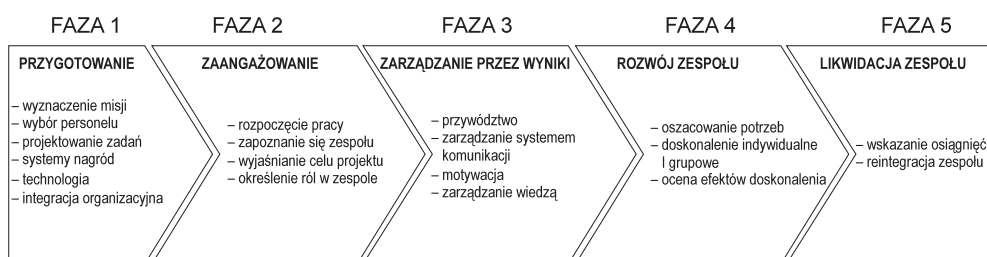 FAZA 1
PRZYGOTOWANIE
– wyznaczenie misji
– wybór personelu
– projektowanie zadań
– systemy nagród
– technologia
– integracja organizacyjna
FAZA 2
ZAANGAŻOWANIE
– rozpoczęcie pracy
– zapoznanie się zespołu
– wyjaśnianie celu projektu
– określenie ról w zespole
FAZA 3
ZARZĄDZANIE PRZEZ WYNIKI
– przywództwo
– zarządzanie systemem
komunikacji
– motywacja
– zarządzanie wiedzą
FAZA 4
ROZWÓJ ZESPOŁU
– oszacowanie potrzeb
– doskonalenie indywidualne
I grupowe
– ocena efektów doskonalenia
FAZA 5
LIKWIDACJA ZESPOŁU
– wskazanie osiągnięć
– reintegracja zespołu